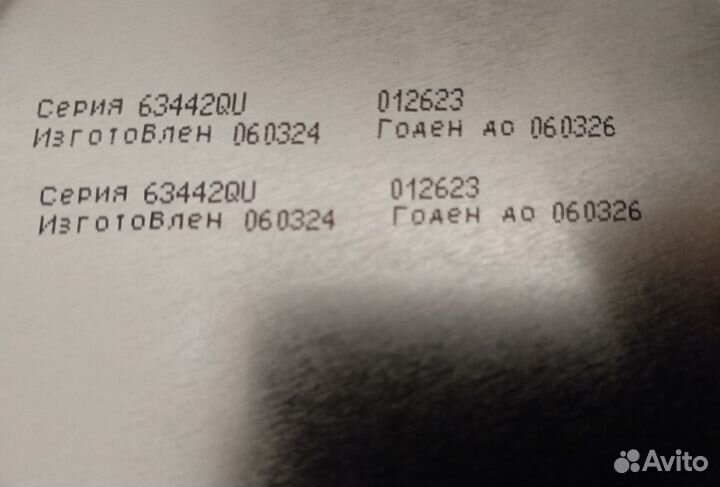 Серия 63442QU 012623
Изготовлен 060324 Годен до 060326
Серия 63442QU 012623
Изготовлен 060324 Годен до 060326
Avito